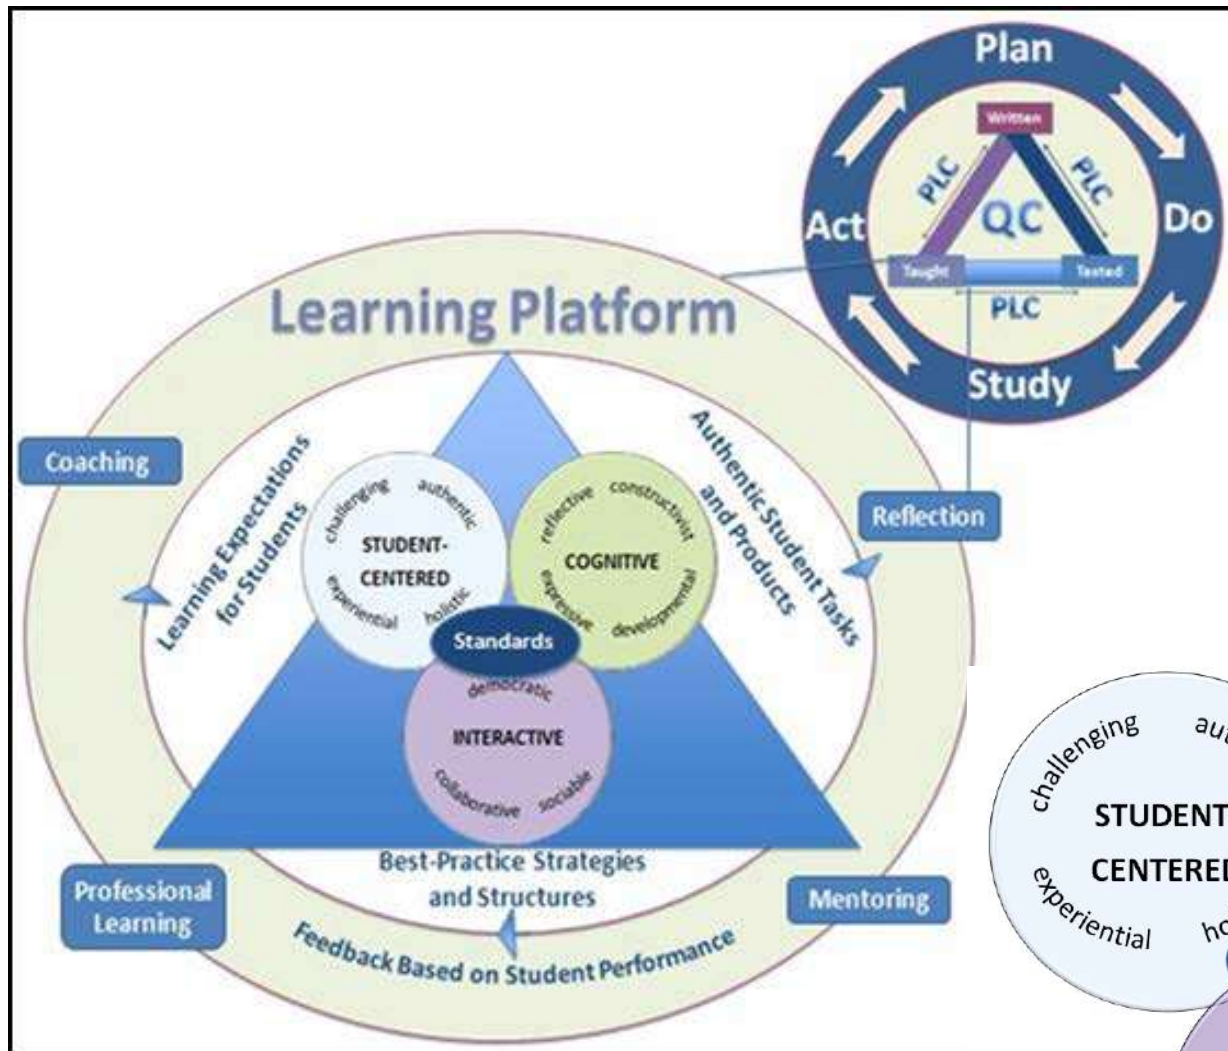 Plan
Written
PLC
PLC
QC
Act
Do
Taught
Tested
PLC
Study
Learning Platform
Coaching
Learning Expectations
for Students
Authentic Student Tasks
and Products
Reflection
challenging authentic
STUDENT-
CENTERED
experiential holistic
reflective constructivist
COGNITIVE
expressive developmental
Standards
democratic
INTERACTIVE
collaborative sociable
Best-Practice Strategies
and Structures
Professional
Learning
Mentoring
Feedback Based on Student Performance
challenging
STUDENT
CENTERED
experiential